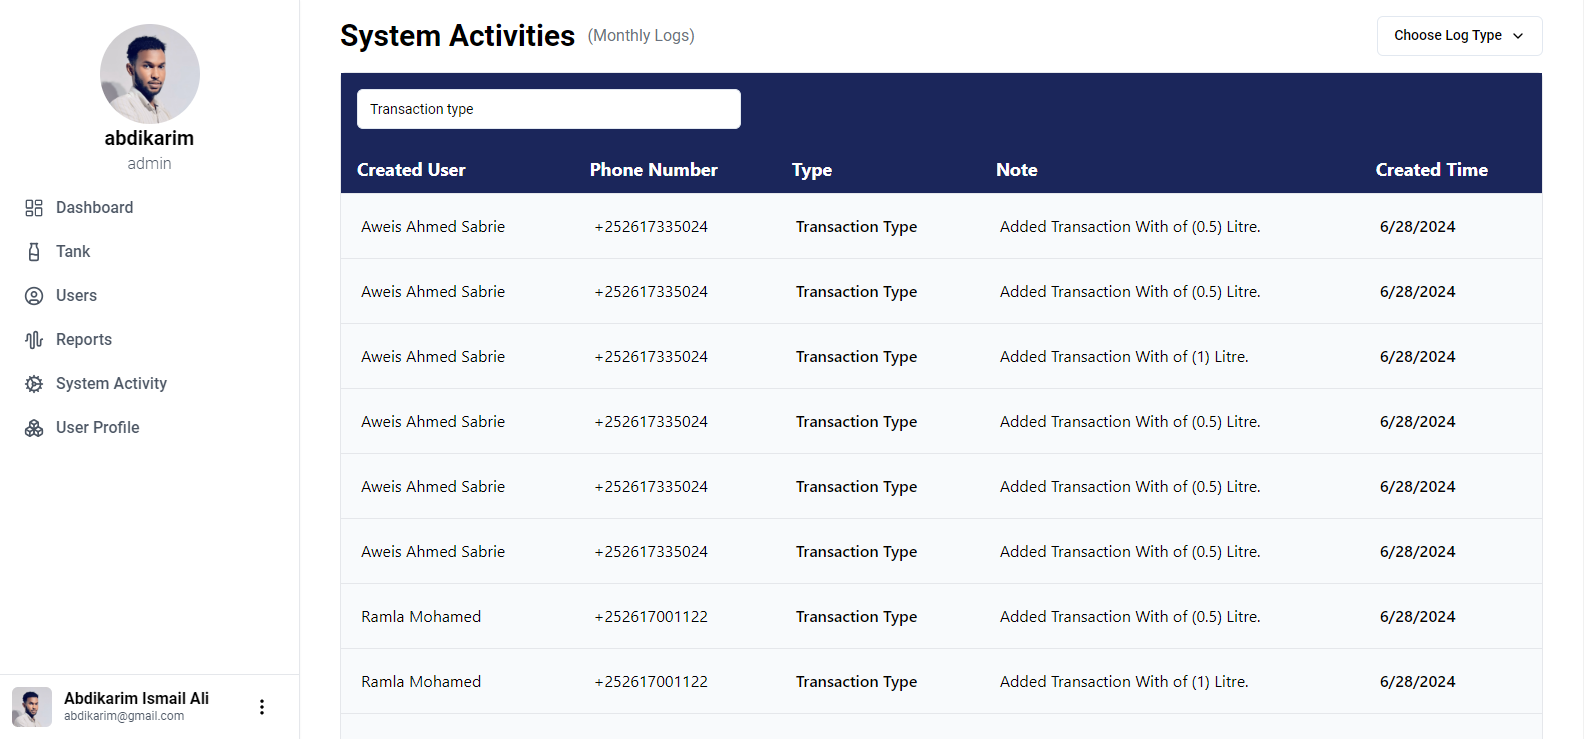 abdikarim
admin
Dashboard
Tank
Users
Reports
System Activity
User Profile
Abdikarim Ismail Ali
abdikarim@gmail.com
System Activities (Monthly Logs)
Choose Log Type
Transaction type
Created User Phone Number Type Note Created Time
Aweis Ahmed Sabrie +252617335024 Transaction Type Added Transaction With of (0.5) Litre. 6/28/2024
Aweis Ahmed Sabrie +252617335024 Transaction Type Added Transaction With of (0.5) Litre. 6/28/2024
Aweis Ahmed Sabrie +252617335024 Transaction Type Added Transaction With of (1) Litre. 6/28/2024
Aweis Ahmed Sabrie +252617335024 Transaction Type Added Transaction With of (0.5) Litre. 6/28/2024
Aweis Ahmed Sabrie +252617335024 Transaction Type Added Transaction With of (0.5) Litre. 6/28/2024
Aweis Ahmed Sabrie +252617335024 Transaction Type Added Transaction With of (0.5) Litre. 6/28/2024
Ramla Mohamed +252617001122 Transaction Type Added Transaction With of (0.5) Litre. 6/28/2024
Ramla Mohamed +252617001122 Transaction Type Added Transaction With of (1) Litre. 6/28/2024